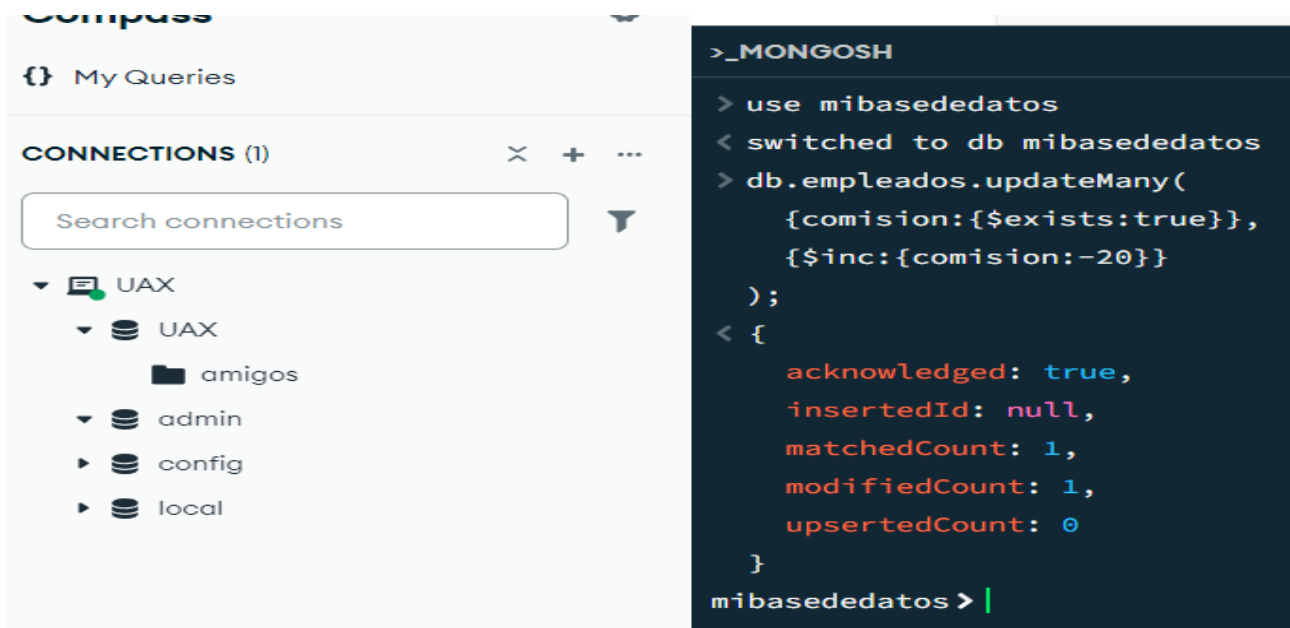 Compass
{} My Queries
CONNECTIONS (1)
Search connections
UAX
UAX
amigos
admin
config
local
>_MONGOSH
> use mibasededatos
< switched to db mibasededatos
> db.empleados.updateMany(
{comision:{$exists:true}},
{$inc:{comision:-20}}
);
< {
acknowledged: true,
insertedId: null,
matchedCount: 1,
modifiedCount: 1,
upsertedCount: 0
}
mibasededatos>